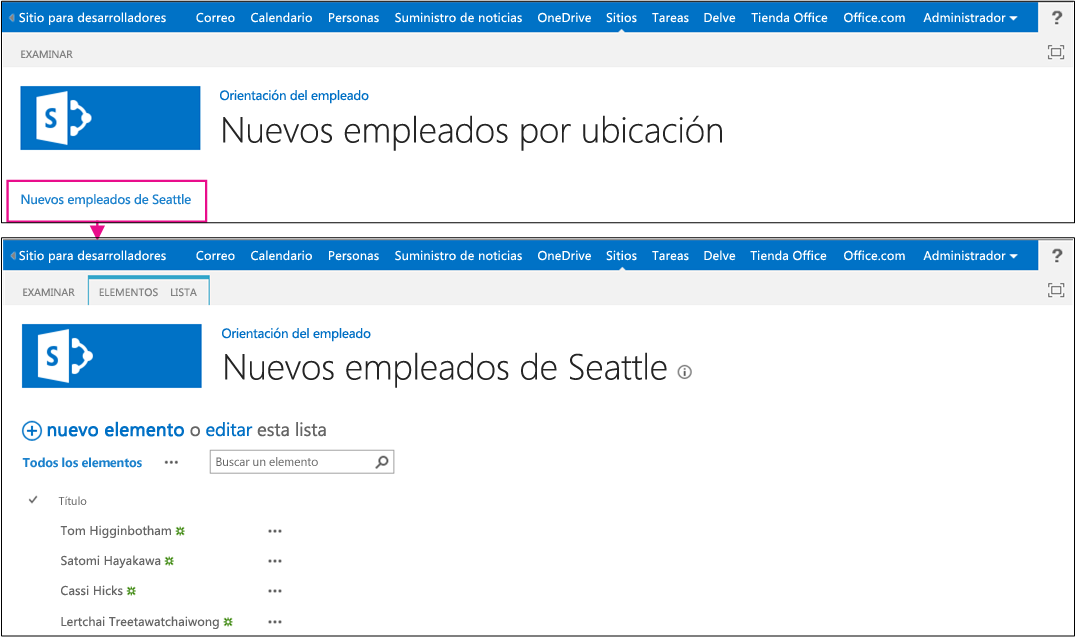 Sitio para desarrolladores Correo Calendario Personas Suministro de noticias OneDrive Sitios Tareas Delve Tienda Office Office.com Administrador ?
EXAMINAR
S
Orientación del empleado
Nuevos empleados por ubicación
Nuevos empleados de Seattle
Sitio para desarrolladores Correo Calendario Personas Suministro de noticias OneDrive Sitios Tareas Delve Tienda Office Office.com Administrador ?
EXAMINAR ELEMENTOS LISTA
S
Orientación del empleado
Nuevos empleados de Seattle
nuevo elemento o editar esta lista
Todos los elementos ••• Buscar un elemento
Título
Tom Higginbotham •••
Satomi Hayakawa •••
Cassi Hicks •••
Lertchai Treetawatchaiwong •••